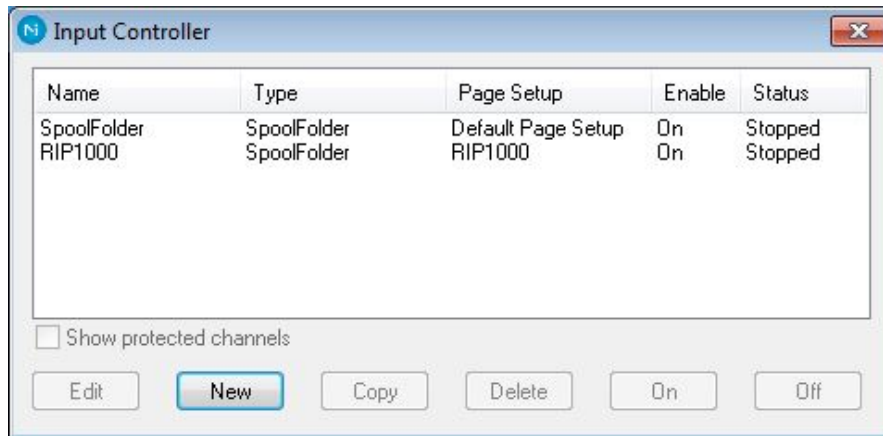 Input Controller
Name Type Page Setup Enable Status
SpoolFolder SpoolFolder Default Page Setup On Stopped
RIP1000 SpoolFolder RIP1000 On Stopped
Show protected channels
Edit New Copy Delete On Off